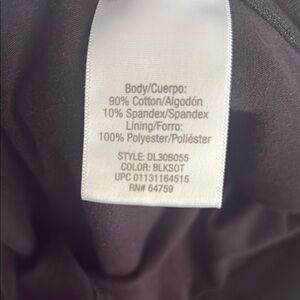 Body/Cuerpo:
90% Cotton/Algodón
10% Spandex/Spandex
Lining/Forro:
100% Polyester/Poliéster
STYLE: DL30B055
COLOR: BLKSOT
UPC 01131164515
RN# 64759